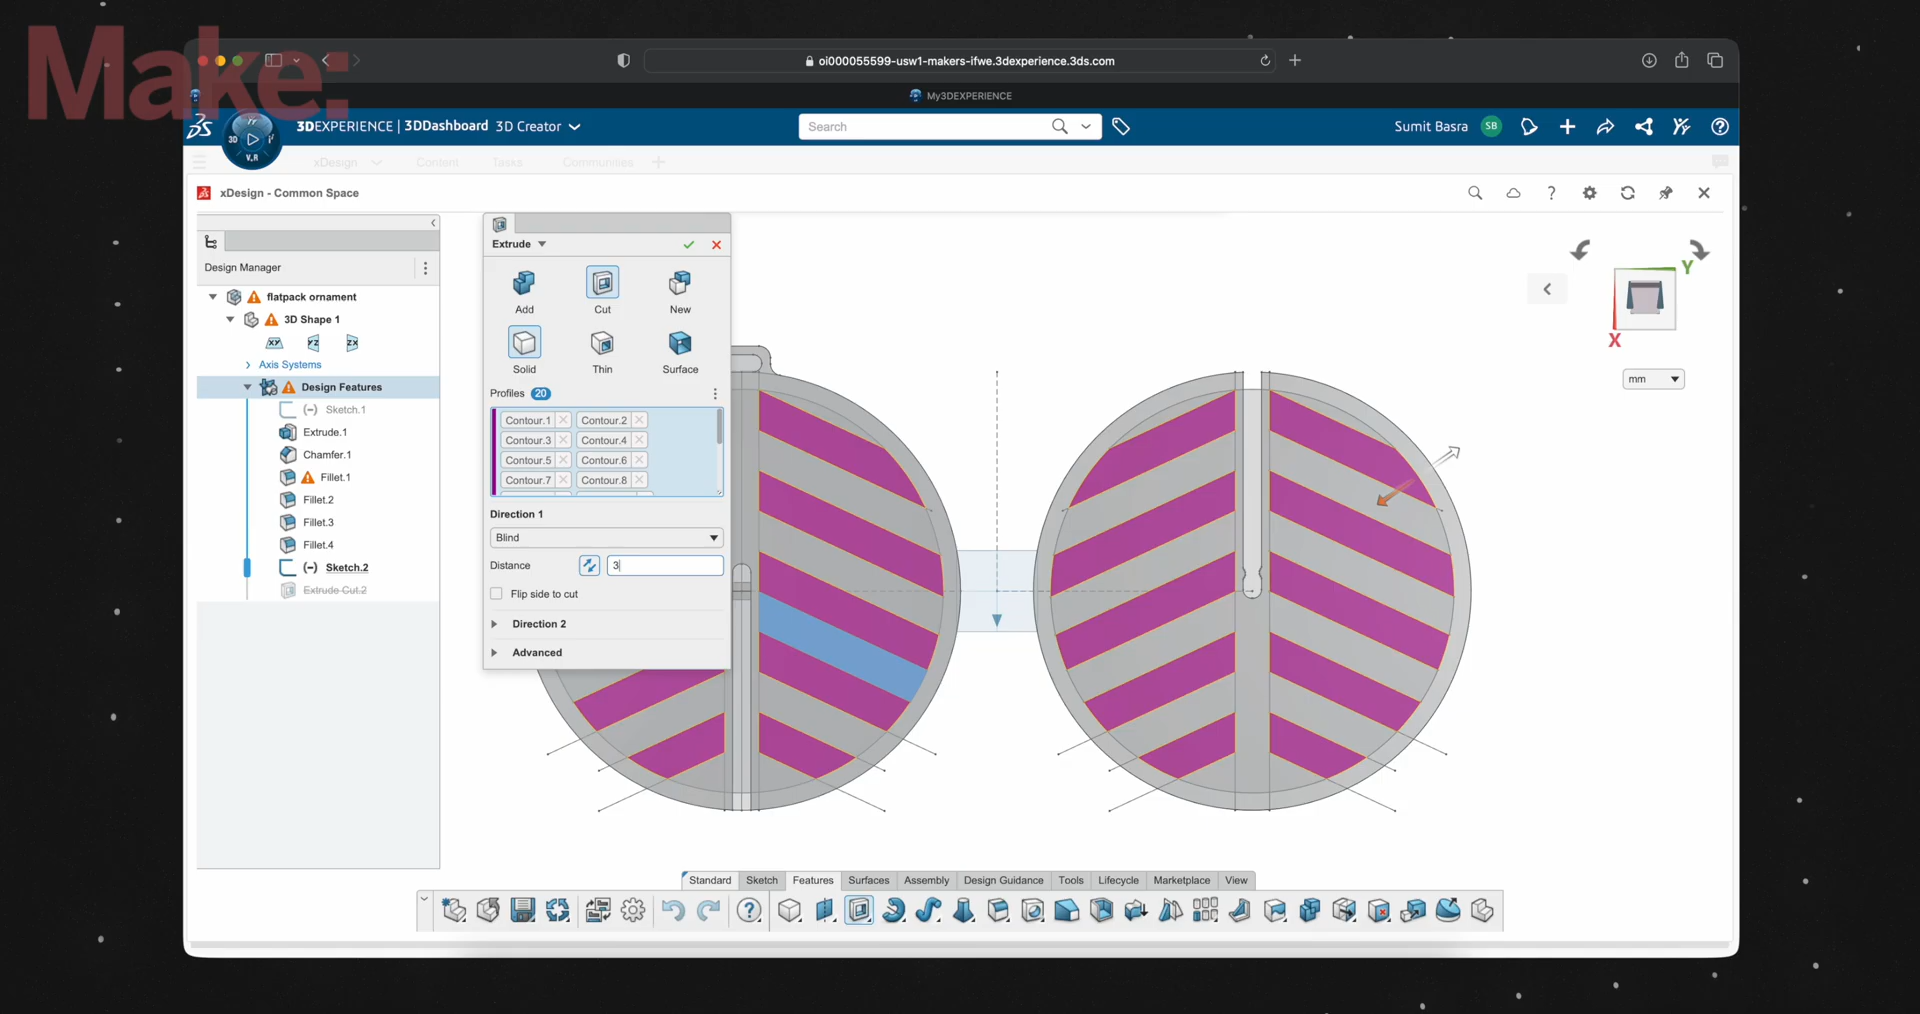 Make:
oi000055599-usw1-makers-ifwe.3dexperience.3ds.com
My3DEXPERIENCE
3D
V,R
3DEXPERIENCE | 3DDashboard 3D Creator
Search
Sumit Basra SB
xDesign Content Tasks Communities
xDesign - Common Space
Design Manager
flatpack ornament
3D Shape 1
XY YZ ZX
Axis Systems
Design Features
(-) Sketch.1
Extrude.1
Chamfer.1
Fillet.1
Fillet.2
Fillet.3
Fillet.4
(-) Sketch.2
Extrude Cut.2
Extrude
Add Cut New
Solid Thin Surface
Profiles 20
Contour.1 Contour.2
Contour.3 Contour.4
Contour.5 Contour.6
Contour.7 Contour.8
Direction 1
Blind
Distance 3
Flip side to cut
Direction 2
Advanced
Y
X
mm
Standard Sketch Features Surfaces Assembly Design Guidance Tools Lifecycle Marketplace View